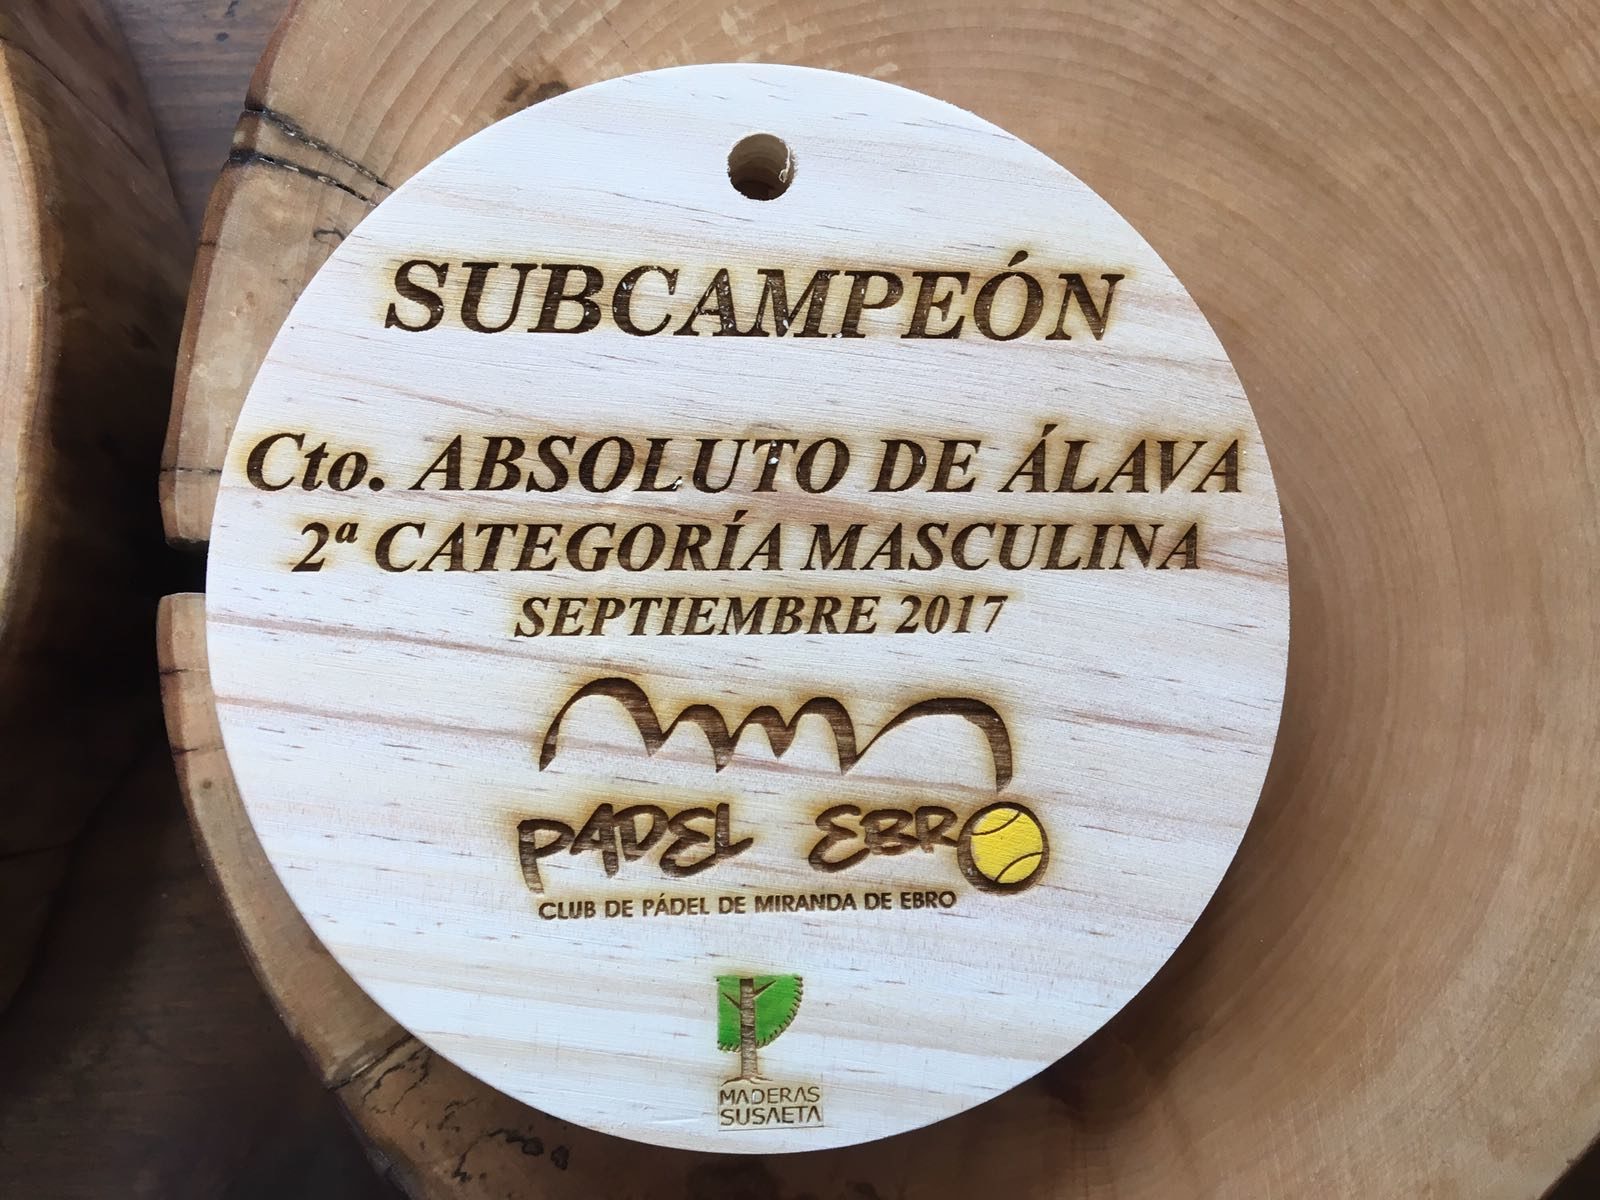 SUBCAMPEÓN
Cto. ABSOLUTO DE ÁLAVA
2ª CATEGORÍA MASCULINA
SEPTIEMBRE 2017
PADEL EBRO
CLUB DE PÁDEL DE MIRANDA DE EBRO
MADERAS
SUSAETA